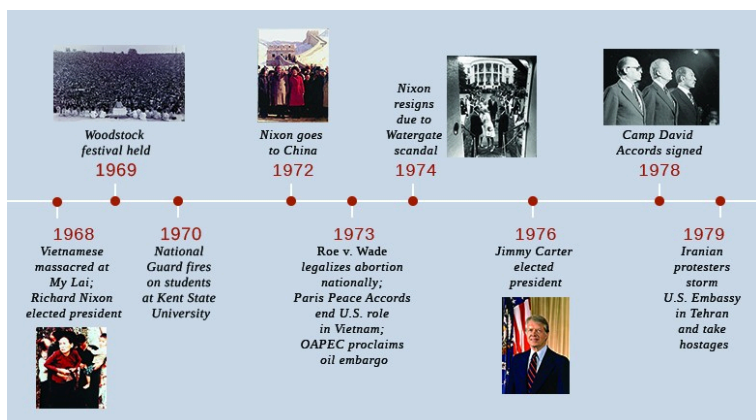 Woodstock
festival held
1969
Nixon goes
to China
1972
Nixon
resigns
due to
Watergate
scandal
1974
Camp David
Accords signed
1978
1968
Vietnamese
massacred at
My Lai;
Richard Nixon
elected president
1970
National
Guard fires
on students
at Kent State
University
1973
Roe v. Wade
legalizes abortion
nationally;
Paris Peace Accords
end U.S. role
in Vietnam;
OAPEC proclaims
oil embargo
1976
Jimmy Carter
elected
president
1979
Iranian
protesters
storm
U.S. Embassy
in Tehran
and take
hostages